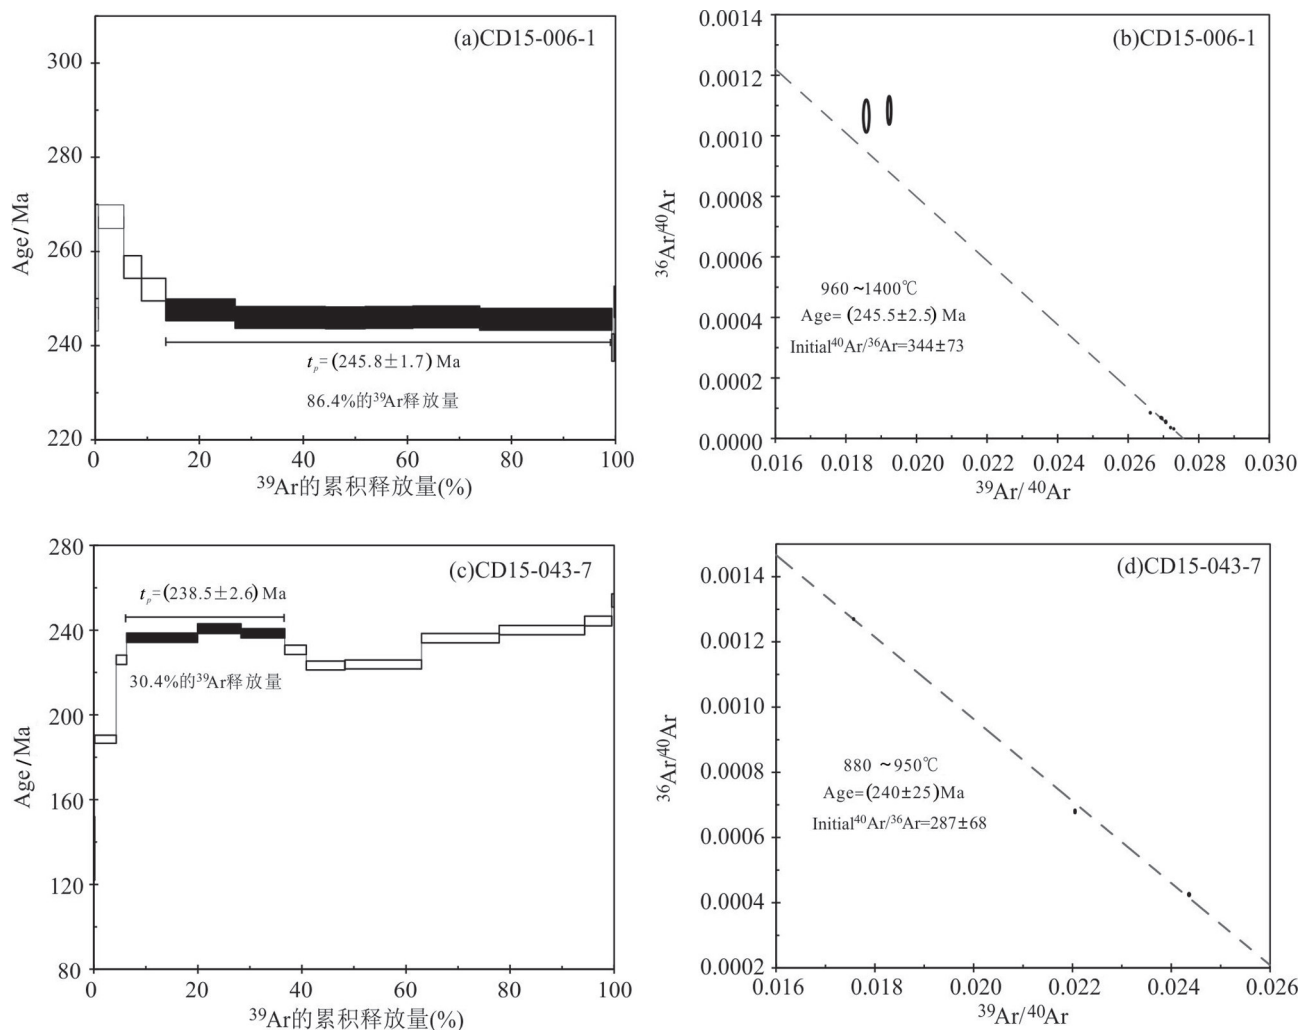 (a)CD15-006-1
300
280
260
240
220
Age/Ma
tₚ=(245.8±1.7) Ma
86.4%的³⁹Ar释放量
0 20 40 60 80 100
³⁹Ar的累积释放量(%)
(b)CD15-006-1
0.0014
0.0012
0.0010
0.0008
0.0006
0.0004
0.0002
0.0000
³⁶Ar/⁴⁰Ar
960～1400℃
Age= (245.5±2.5) Ma
Initial⁴⁰Ar/³⁶Ar=344±73
0.016 0.018 0.020 0.022 0.024 0.026 0.028 0.030
³⁹Ar/ ⁴⁰Ar
(c)CD15-043-7
280
240
200
160
120
80
Age/Ma
tₚ=(238.5±2.6) Ma
30.4%的³⁹Ar释放量
0 20 40 60 80 100
³⁹Ar的累积释放量(%)
(d)CD15-043-7
0.0014
0.0012
0.0010
0.0008
0.0006
0.0004
0.0002
³⁶Ar/⁴⁰Ar
880 ～950℃
Age=(240±25)Ma
Initial⁴⁰Ar/³⁶Ar=287±68
0.016 0.018 0.020 0.022 0.024 0.026
³⁹Ar/⁴⁰Ar